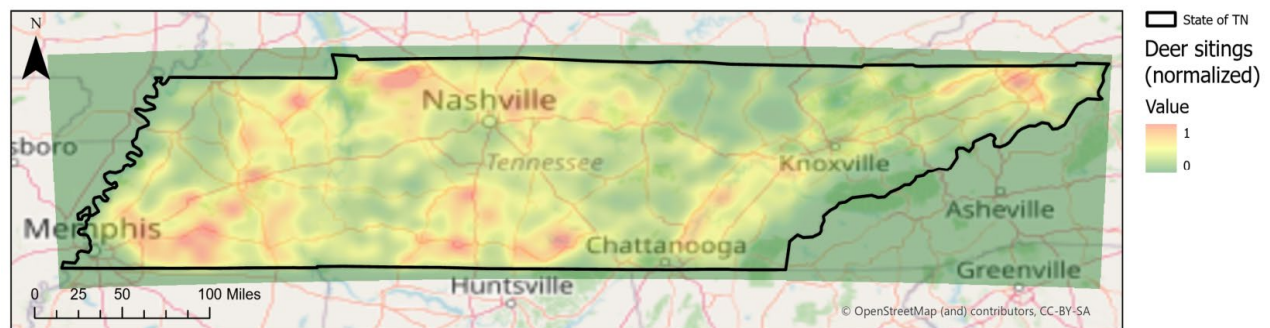 N
State of TN
Deer sitings
(normalized)
Value
1
0
Nashville
sboro
Tennessee
Knoxville
Memphis
Asheville
Chattanooga
Greenville
Huntsville
0 25 50 100 Miles
© OpenStreetMap (and) contributors, CC-BY-SA